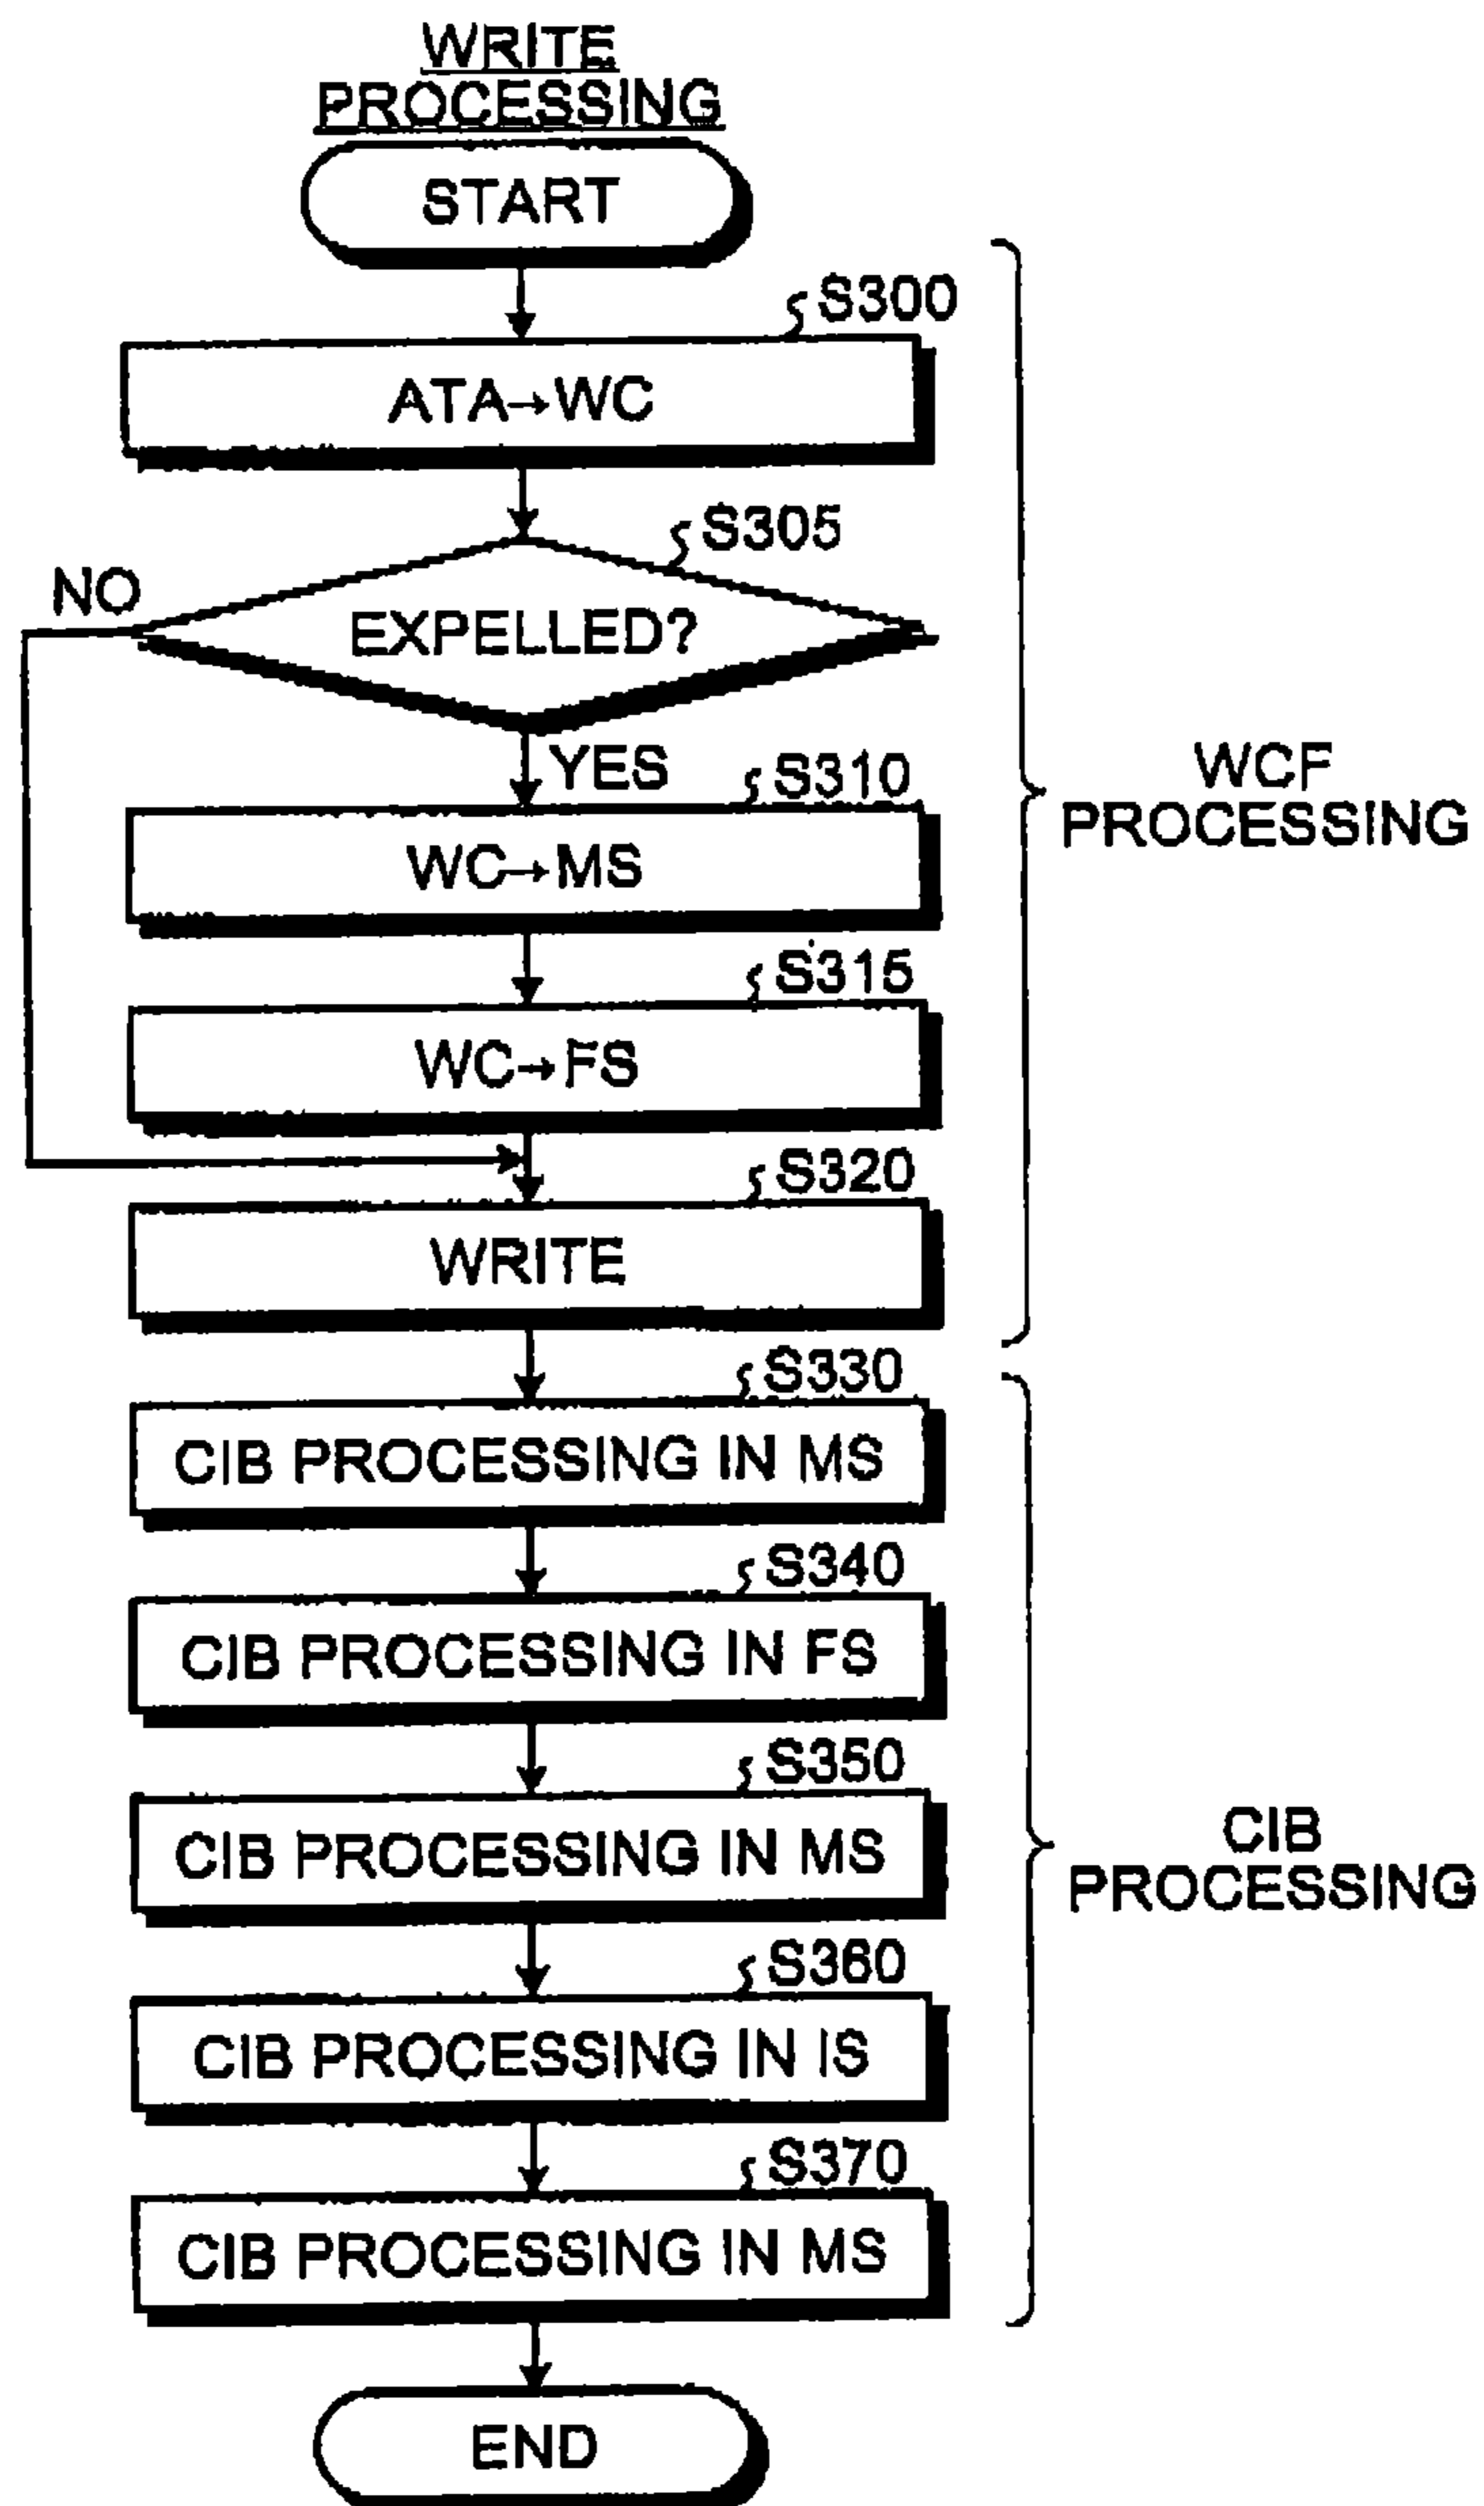 WRITE
PROCESSING
START
S300
ATA→WC
S305
NO
EXPELLED?
YES
S310
WC→MS
WCF
PROCESSING
S315
WC→FS
S320
WRITE
S330
CIB PROCESSING IN MS
S340
CIB PROCESSING IN FS
S350
CIB PROCESSING IN MS
CIB
PROCESSING
S360
CIB PROCESSING IN IS
S370
CIB PROCESSING IN MS
END